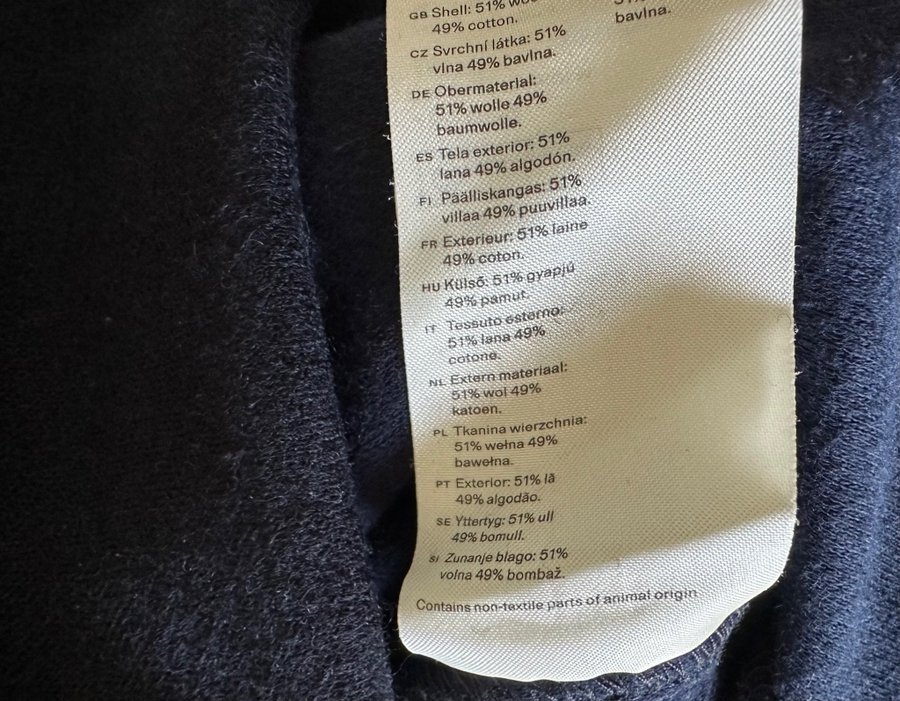 GB Shell: 51% wo
49% cotton.
CZ Svrchní látka: 51%
vlna 49% bavlna.
DE Obermaterial:
51% wolle 49%
baumwolle.
ES Tela exterior: 51%
lana 49% algodón.
FI Päälliskangas: 51%
villaa 49% puuvillaa.
FR Exterieur: 51% laine
49% coton.
HU Külső: 51% gyapjú
49% pamut.
IT Tessuto esterno:
51% lana 49%
cotone.
NL Extern materiaal:
51% wol 49%
katoen.
PL Tkanina wierzchnia:
51% wełna 49%
bawełna.
PT Exterior: 51% lã
49% algodão.
SE Yttertyg: 51% ull
49% bomull.
SI Zunanje blago: 51%
volna 49% bombaž.
bavlna.
Contains non-textile parts of animal origin